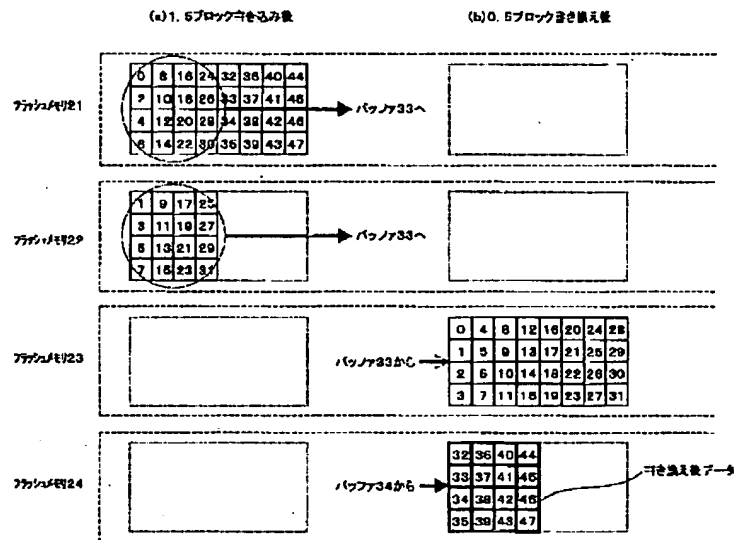 (a)1.5ブロック書き込み後
(b)0.5ブロック書き換え後
フラッシュメモリ21
0 8 16 24 32 36 40 44
2 10 18 26 33 37 41 45
4 12 20 28 34 38 42 46
6 14 22 30 35 39 43 47
バッファ33へ
フラッシュメモリ22
1 9 17 25
3 11 19 27
5 13 21 29
7 15 23 31
バッファ33へ
フラッシュメモリ23
バッファ33から
0 4 8 12 16 20 24 28
1 5 9 13 17 21 25 29
2 6 10 14 18 22 26 30
3 7 11 15 19 23 27 31
フラッシュメモリ24
バッファ34から
32 36 40 44
33 37 41 45
34 38 42 46
35 39 43 47
書き換え後データ